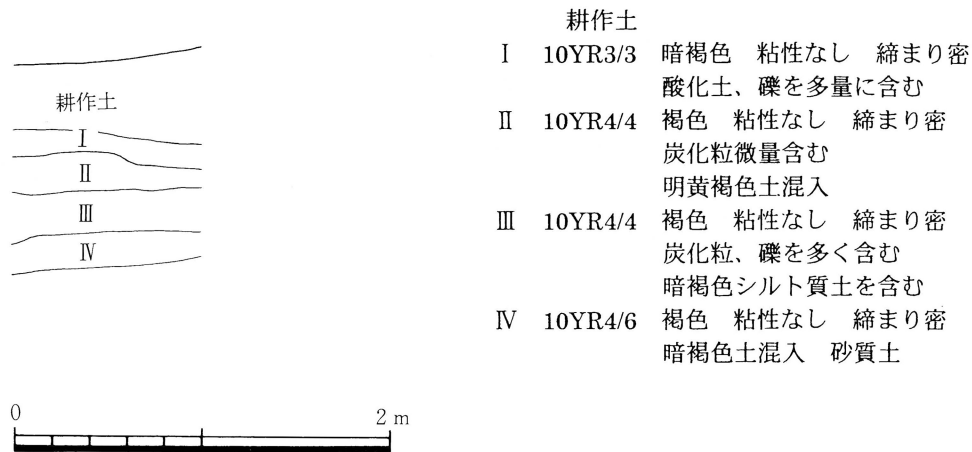 耕作土
Ⅰ
Ⅱ
Ⅲ
Ⅳ
0 2 m
耕作土
Ⅰ 10YR3/3 暗褐色 粘性なし 締まり密
酸化土、礫を多量に含む
Ⅱ 10YR4/4 褐色 粘性なし 締まり密
炭化粒微量含む
明黄褐色土混入
Ⅲ 10YR4/4 褐色 粘性なし 締まり密
炭化粒、礫を多く含む
暗褐色シルト質土を含む
Ⅳ 10YR4/6 褐色 粘性なし 締まり密
暗褐色土混入 砂質土